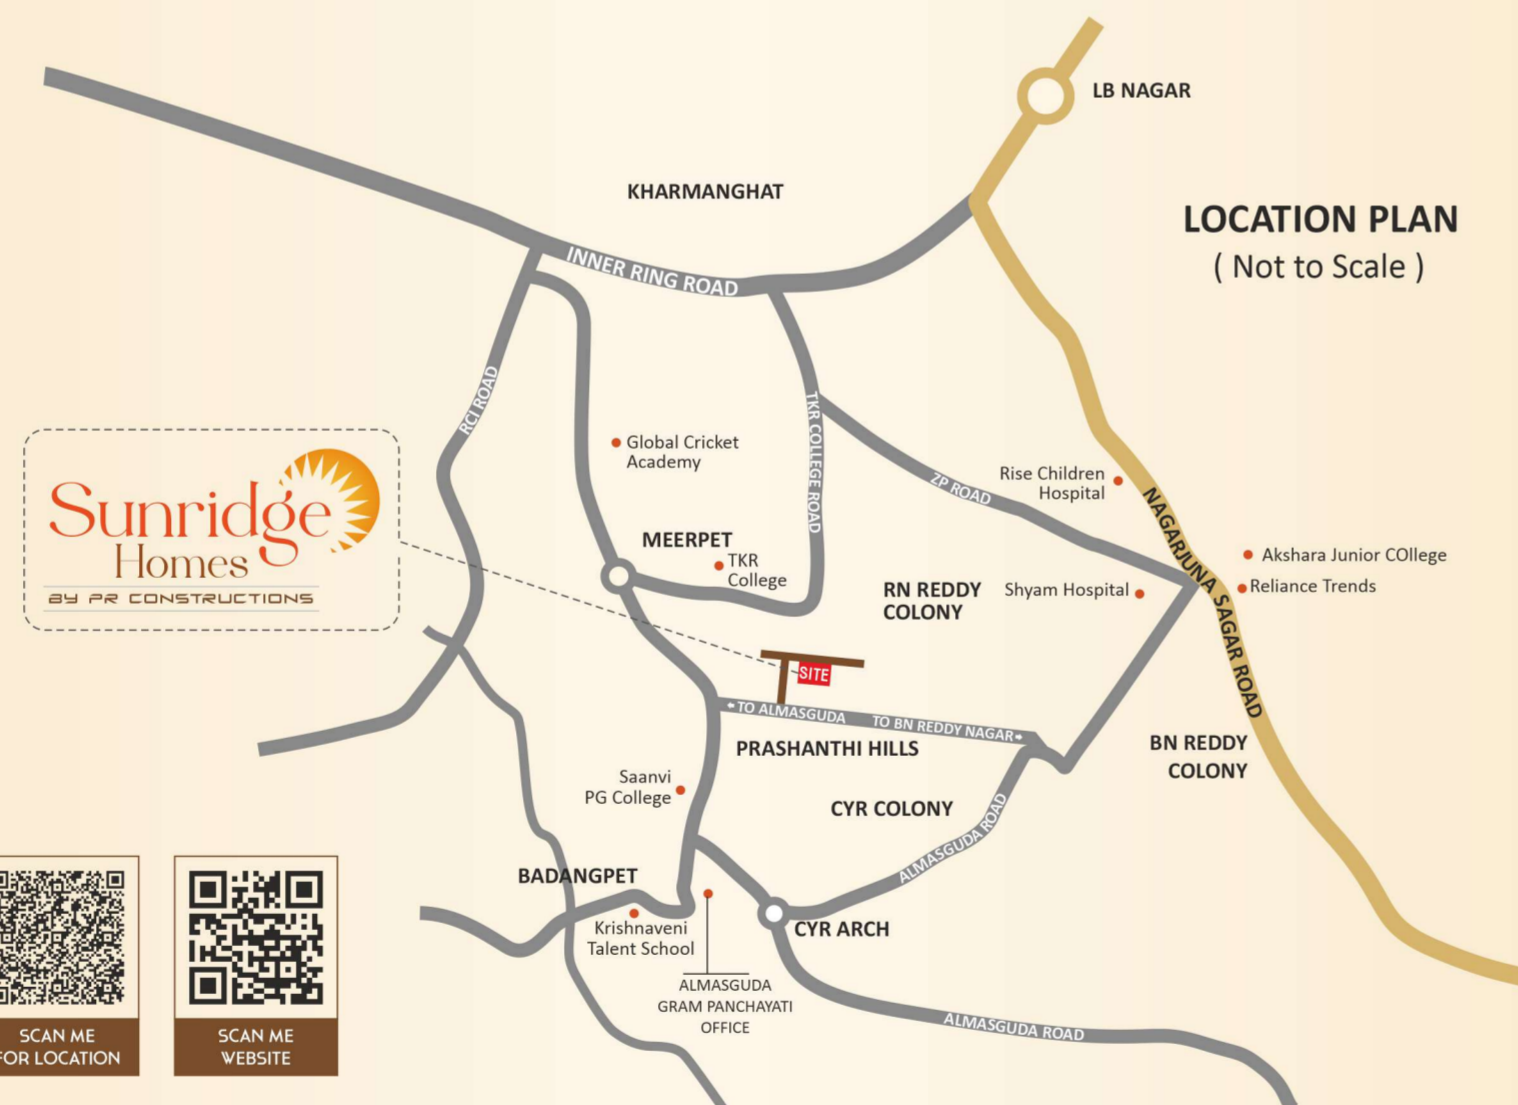 LB NAGAR
KHARMANGHAT
LOCATION PLAN
( Not to Scale )
INNER RING ROAD
RCI ROAD
TKR COLLEGE ROAD
Global Cricket
Academy
ZP ROAD
Rise Children
Hospital
NAGARJUNA SAGAR ROAD
Sunridge
Homes
BY PR CONSTRUCTIONS
MEERPET
TKR
College
Akshara Junior COllege
Reliance Trends
RN REDDY
COLONY
Shyam Hospital
SITE
TO ALMASGUDA
TO BN REDDY NAGAR
PRASHANTHI HILLS
BN REDDY
COLONY
Saanvi
PG College
CYR COLONY
ALMASGUDA ROAD
BADANGPET
Krishnaveni
Talent School
CYR ARCH
ALMASGUDA
GRAM PANCHAYATI
OFFICE
ALMASGUDA ROAD
SCAN ME
FOR LOCATION
SCAN ME
WEBSITE